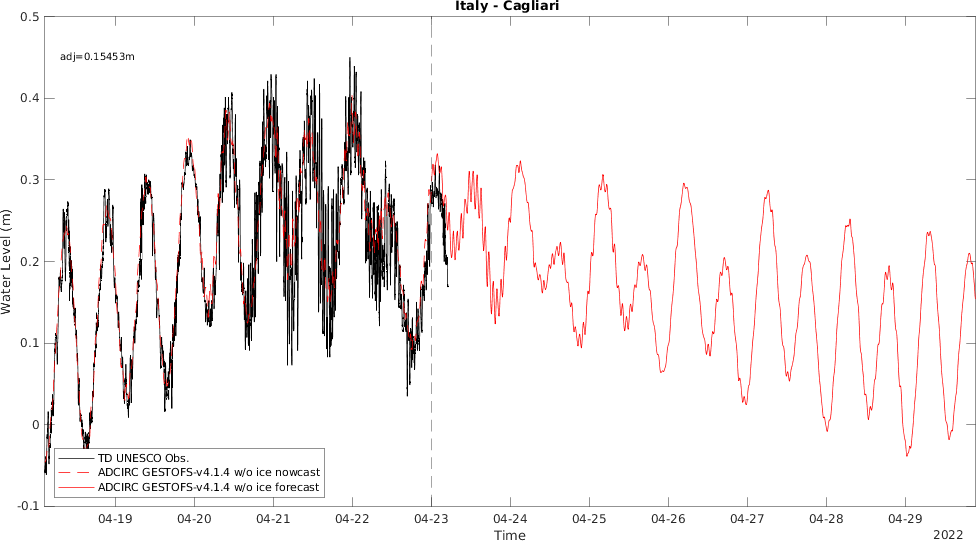 Italy - Cagliari
adj=0.15453m
Water Level (m)
0.5
0.4
0.3
0.2
0.1
0
-0.1
TD UNESCO Obs.
ADCIRC GESTOFS-v4.1.4 w/o ice nowcast
ADCIRC GESTOFS-v4.1.4 w/o ice forecast
04-19 04-20 04-21 04-22 04-23 04-24 04-25 04-26 04-27 04-28 04-29
Time
2022